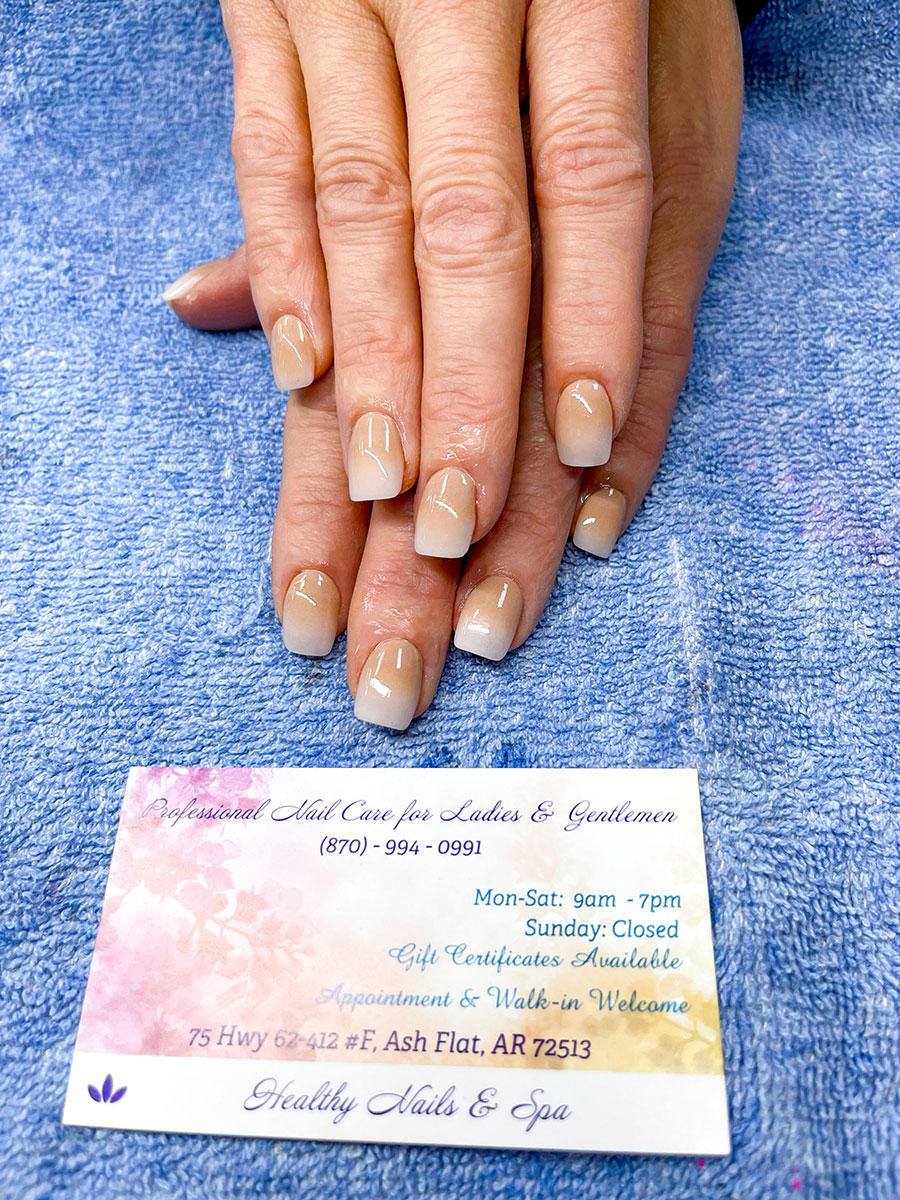 Professional Nail Care for Ladies & Gentlemen
(870) - 994 - 0991
Mon-Sat: 9am - 7pm
Sunday: Closed
Gift Certificates Available
Appointment & Walk-in Welcome
75 Hwy 62-412 #F, Ash Flat, AR 72513
Healthy Nails & Spa